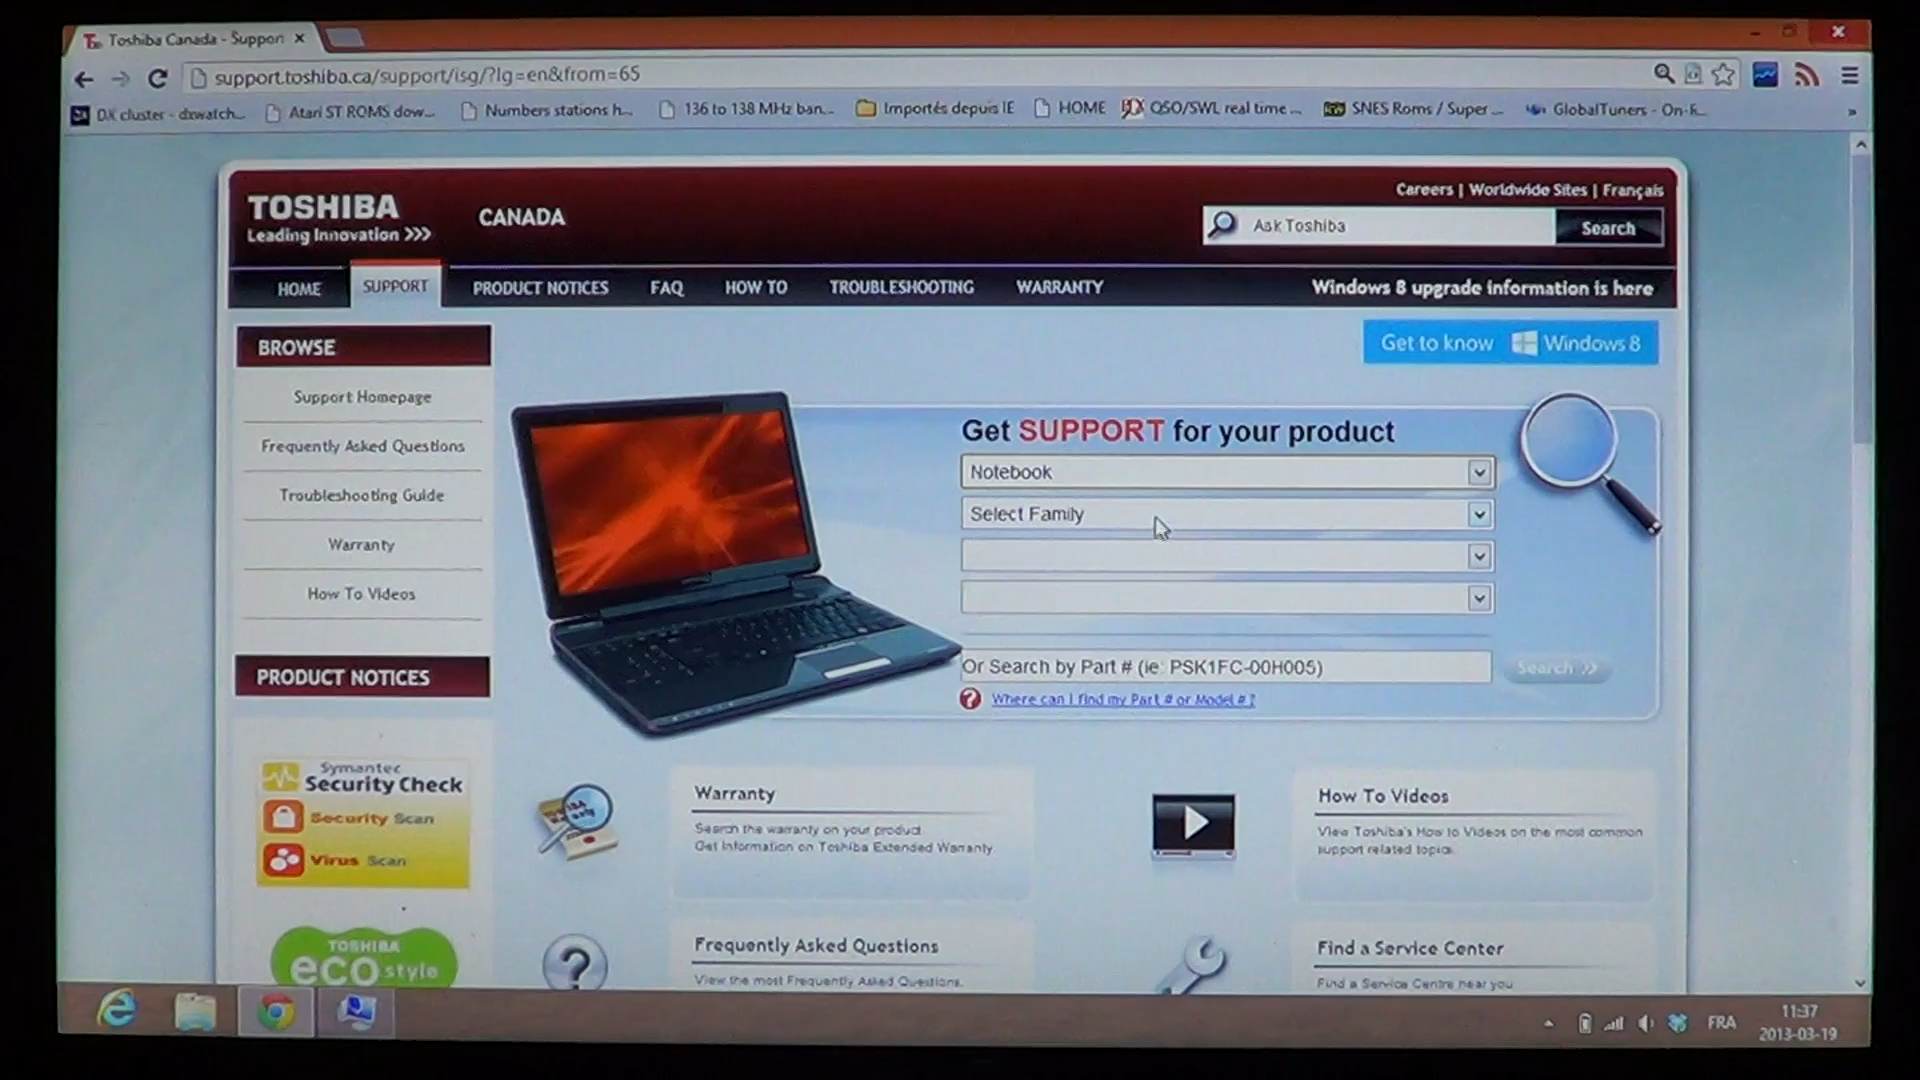 Toshiba Canada - Support
support.toshiba.ca/support/isg/?lg=en&from=65
DX cluster - dxwatch...
Atari ST ROMS dow...
Numbers stations h...
136 to 138 MHz ban...
Importés depuis IE
HOME
QSO/SWL real time ...
SNES Roms / Super ...
GlobalTuners - On-li...
»
Careers | Worldwide Sites | Français
TOSHIBA
Leading Innovation >>>
CANADA
Ask Toshiba
Search
HOME
SUPPORT
PRODUCT NOTICES
FAQ
HOW TO
TROUBLESHOOTING
WARRANTY
Windows 8 upgrade information is here
BROWSE
Support Homepage
Frequently Asked Questions
Troubleshooting Guide
Warranty
How To Videos
PRODUCT NOTICES
Symantec
Security Check
Security Scan
Virus Scan
TOSHIBA
eco style
Get to know Windows 8
Get SUPPORT for your product
Notebook
Select Family
Or Search by Part # (ie: PSK1FC-00H005)
Search >>
Where can I find my Part # or Model # ?
Warranty
Search the warranty on your product.
Get Information on Toshiba Extended Warranty
How To Videos
View Toshiba's How to Videos on the most common
support related topics.
Frequently Asked Questions
View the most Frequently Asked Questions.
Find a Service Center
Find a Service Centre near you
FRA
11:37
2013-03-19